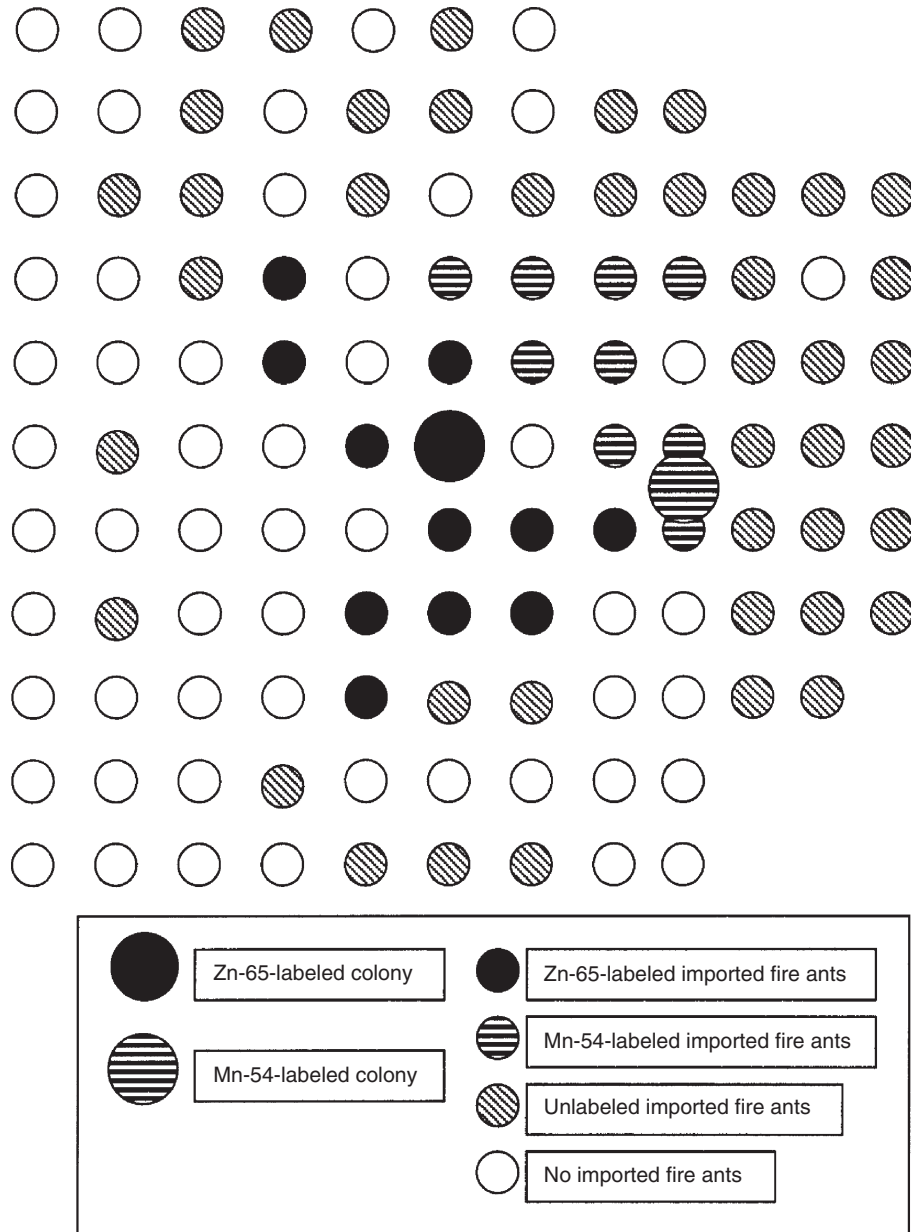 Zn-65-labeled colony
Mn-54-labeled colony
Zn-65-labeled imported fire ants
Mn-54-labeled imported fire ants
Unlabeled imported fire ants
No imported fire ants